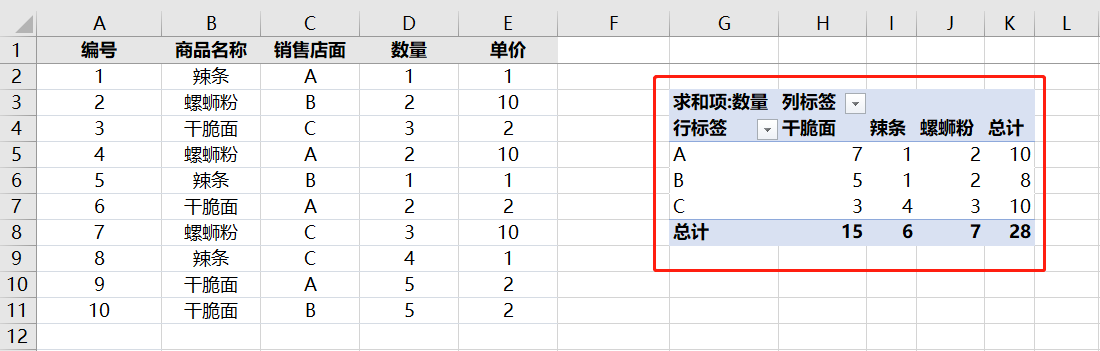 A B C D E F G H I J K L
1 编号 商品名称 销售店面 数量 单价
2 1 辣条 A 1 1
3 2 螺蛳粉 B 2 10 求和项:数量 列标签
4 3 干脆面 C 3 2 行标签 干脆面 辣条 螺蛳粉 总计
5 4 螺蛳粉 A 2 10 A 7 1 2 10
6 5 辣条 B 1 1 B 5 1 2 8
7 6 干脆面 A 2 2 C 3 4 3 10
8 7 螺蛳粉 C 3 10 总计 15 6 7 28
9 8 辣条 C 4 1
10 9 干脆面 A 5 2
11 10 干脆面 B 5 2
12